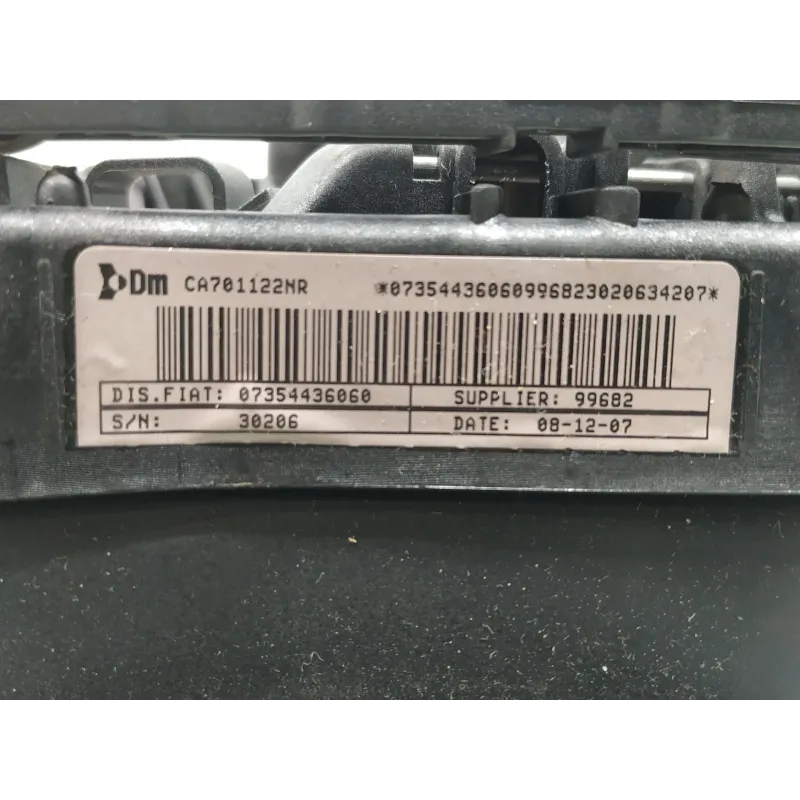 Dm CA701122NR *07354436060996823020634207*
DIS.FIAT: 07354436060 SUPPLIER: 99682
S/N: 30206 DATE: 08-12-07